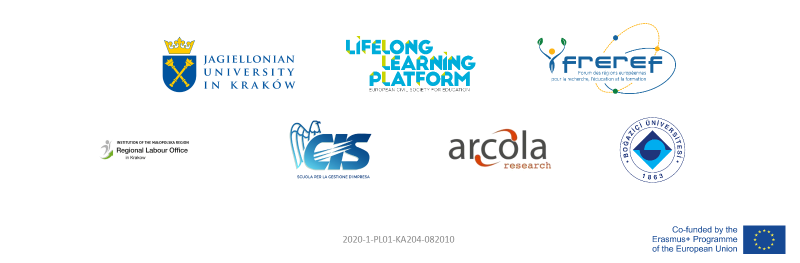 JAGIELLONIAN
UNIVERSITY
IN KRAKÓW
LIFELONG
LEARNING
PLATFORM
EUROPEAN CIVIL SOCIETY FOR EDUCATION
freref
Forum des régions européennes
pour la recherche, l'éducation et la formation
INSTITUTION OF THE MALOPOLSKA REGION
Regional Labour Office
in Krakow
CIS
SCUOLA PER LA GESTIONE D'IMPRESA
arcola
research
BOĞAZİÇİ ÜNİVERSİTESİ
1863
2020-1-PL01-KA204-082010
Co-funded by the
Erasmus+ Programme
of the European Union